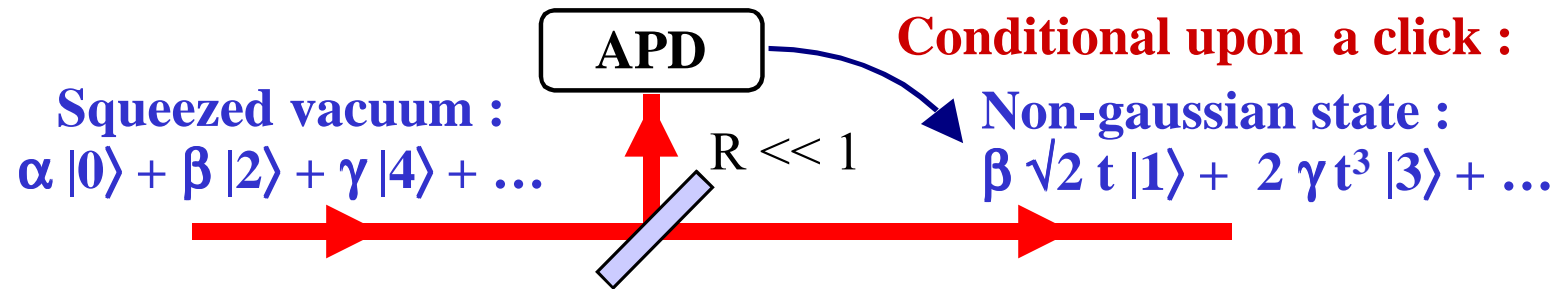 APD
Conditional upon a click :
Squeezed vacuum :
α |0⟩ + β |2⟩ + γ |4⟩ + …
R << 1
Non-gaussian state :
β √2 t |1⟩ + 2 γ t³ |3⟩ + …